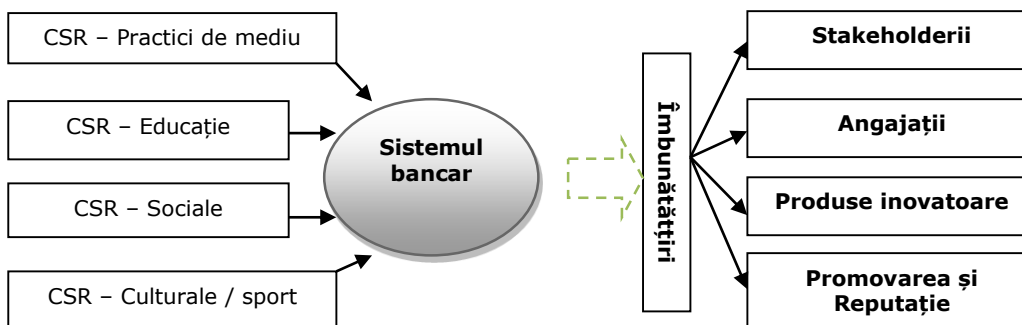 CSR – Practici de mediu
CSR – Educație
CSR – Sociale
CSR – Culturale / sport
Sistemul
bancar
Îmbunătățțiri
Stakeholderii
Angajații
Produse inovatoare
Promovarea și
Reputație